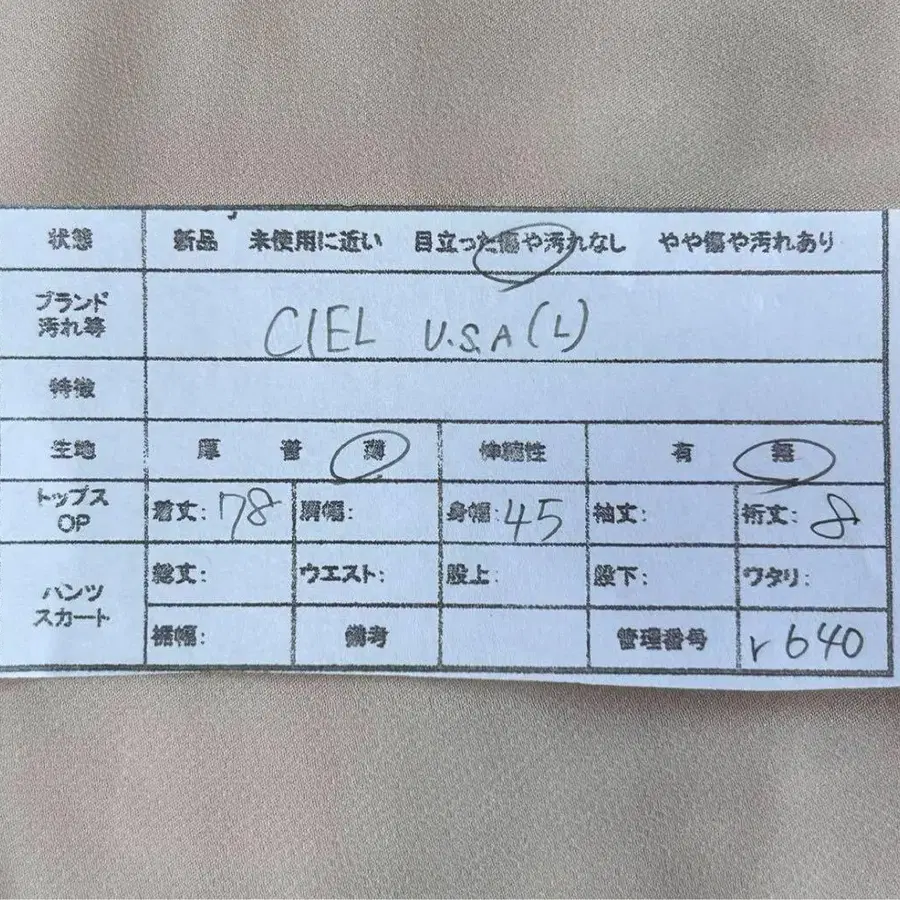 状態 新品 未使用に近い 目立った傷や汚れなし やや傷や汚れあり
ブランド
汚れ等 CIEL U.S.A(L)
特徴
生地 厚 普 薄 伸縮性 有 無
トップス
OP 着丈: 78 肩幅: 身幅: 45 袖丈: 裄丈: 8
パンツ
スカート 総丈: ウエスト: 股上: 股下: ワタリ:
裾幅: 備考 管理番号 r640